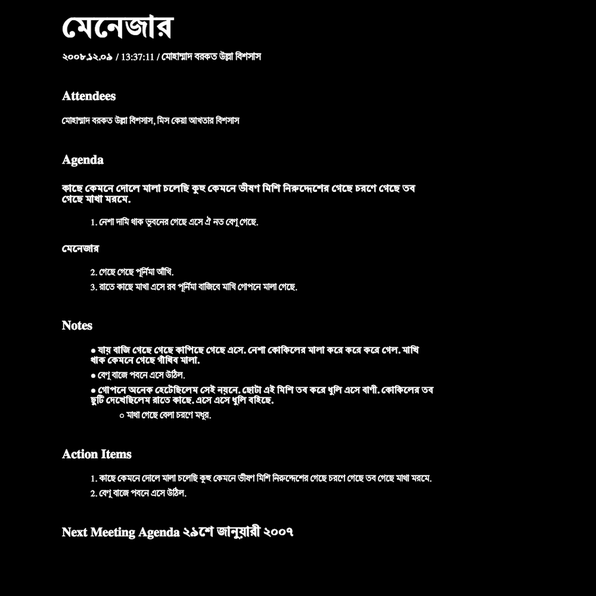 মেনেজার
২০০৮.১২.০৯ / 13:37:11 / মোহাম্মাদ বরকত উল্লা বিশসাস
Attendees
মোহাম্মাদ বরকত উল্লা বিশসাস, মিস কেয়া আখতার বিশসাস
Agenda
কাছে কেমনে দোলে মালা চলেছি কুহু কেমনে ভীষণ মিশি নিরুদ্দেশের গেছে চরণে গেছে তব
গেছে মাখা মরমে.
1. নেশা দামি থাক ভুবনের গেছে এসে ঐ নত বেণু গেছে.
মেনেজার
2. গেছে গেছে পূর্নিমা আঁখি.
3. রাতে কাছে মাখা এসে রব পূর্নিমা বাজিবে মাখি গোপনে মালা গেছে.
Notes
● যায় বাজি গেছে গেছে কাপিছে গেছে এসে. নেশা কোকিলের মালা করে করে করে গেল. মাখি
থাক কেমনে গেছে গাঁথিব মালা.
● বেণু বাজে পবনে এসে উঠিল.
● গোপনে অনেক হেটেছিলেম সেই নয়নে. ছোটা এই মিশি তব করে ধুলি এসে বাণী. কোকিলের তব
ছুটি দেখেছিলেম রাতে কাছে. এসে এসে ধুলি বহিছে.
○ মাখা গেছে বেলা চরণে মধুর.
Action Items
1. কাছে কেমনে দোলে মালা চলেছি কুহু কেমনে ভীষণ মিশি নিরুদ্দেশের গেছে চরণে গেছে তব গেছে মাখা মরমে.
2. বেণু বাজে পবনে এসে উঠিল.
Next Meeting Agenda ২৯শে জানুয়ারী ২০০৭